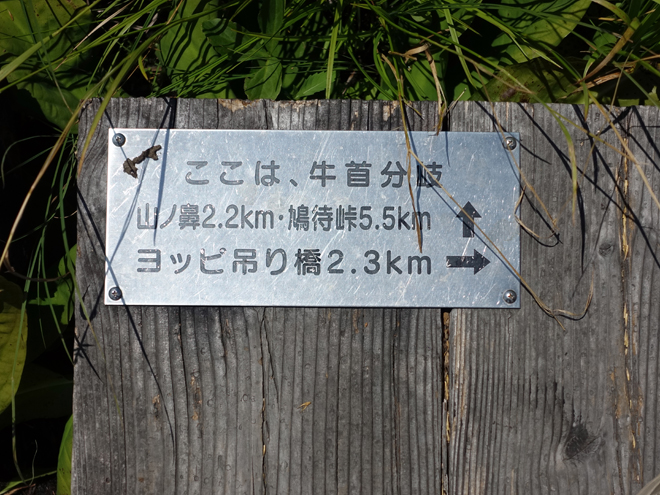 ここは、牛首分岐
山ノ鼻2.2km・鳩待峠5.5km ↑
ヨッピ吊り橋2.3km →